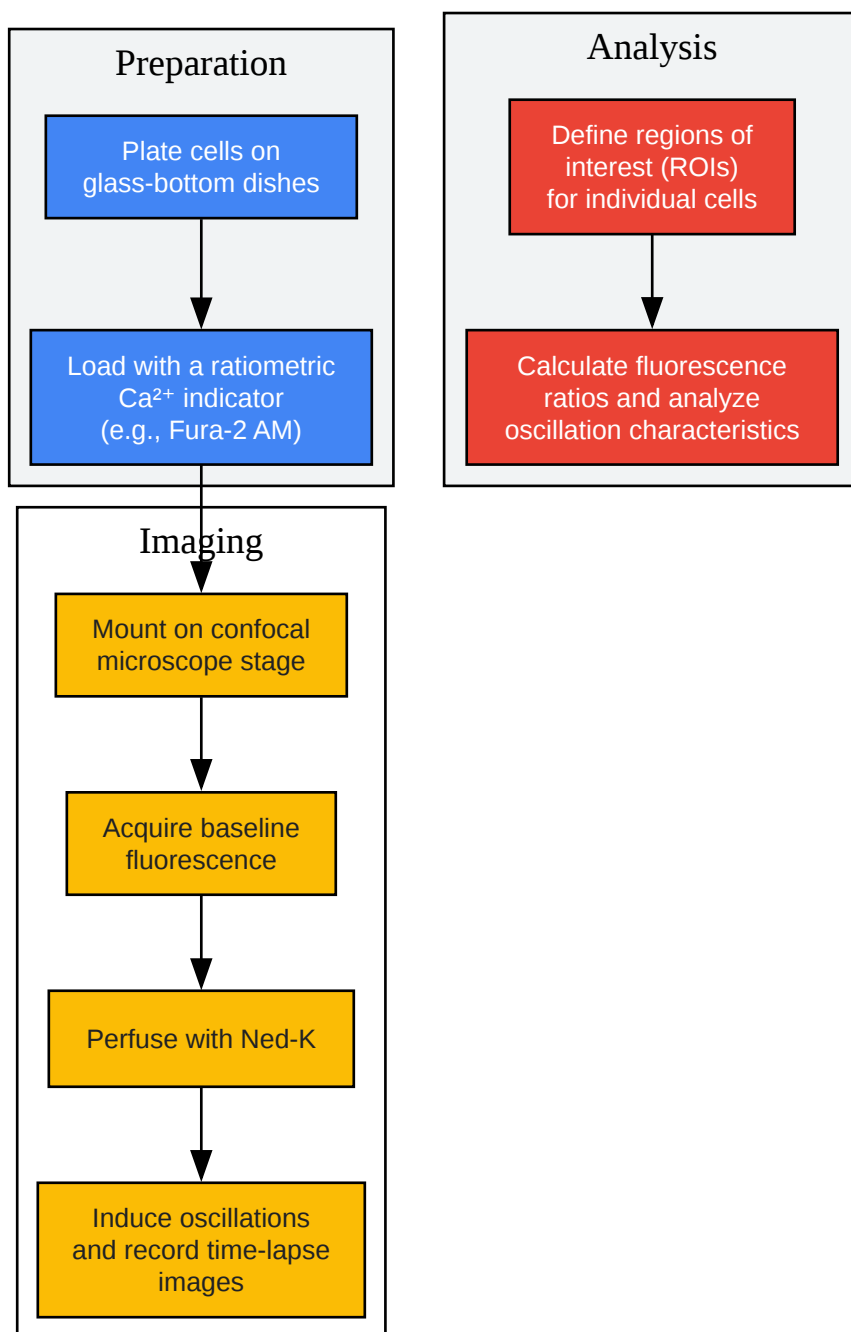 Preparation
Plate cells on
glass-bottom dishes
Load with a ratiometric
Ca²⁺ indicator
(e.g., Fura-2 AM)
Imaging
Mount on confocal
microscope stage
Acquire baseline
fluorescence
Perfuse with Ned-K
Induce oscillations
and record time-lapse
images
Analysis
Define regions of
interest (ROIs)
for individual cells
Calculate fluorescence
ratios and analyze
oscillation characteristics